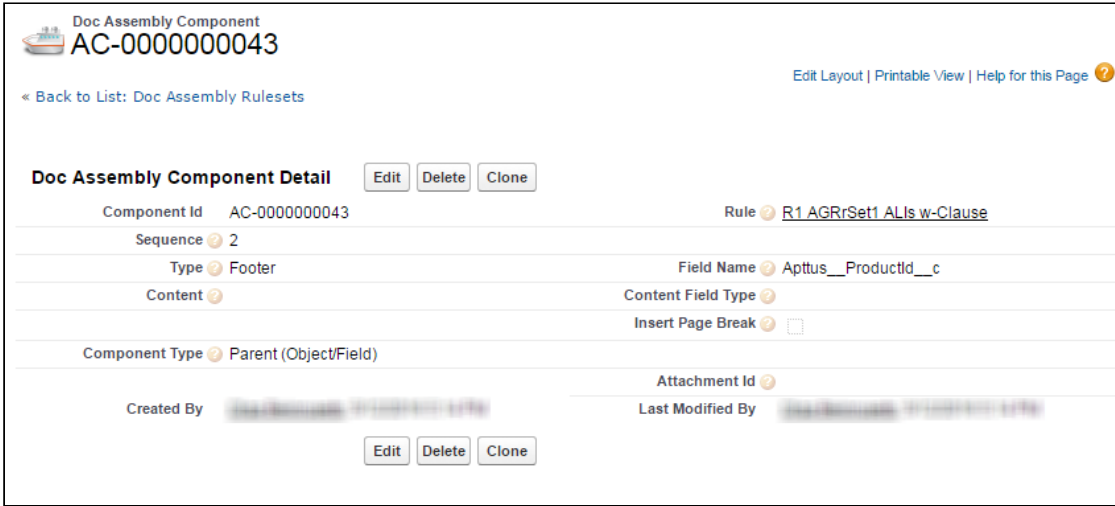 Doc Assembly Component
AC-0000000043
Edit Layout | Printable View | Help for this Page ?
« Back to List: Doc Assembly Rulesets
Doc Assembly Component Detail Edit Delete Clone
Component Id AC-0000000043 Rule ? R1 AGRrSet1 ALIs w-Clause
Sequence ? 2
Type ? Footer Field Name ? Apttus__ProductId__c
Content ? Content Field Type ?
Insert Page Break ?
Component Type ? Parent (Object/Field)
Attachment Id ?
Created By Last Modified By
Edit Delete Clone